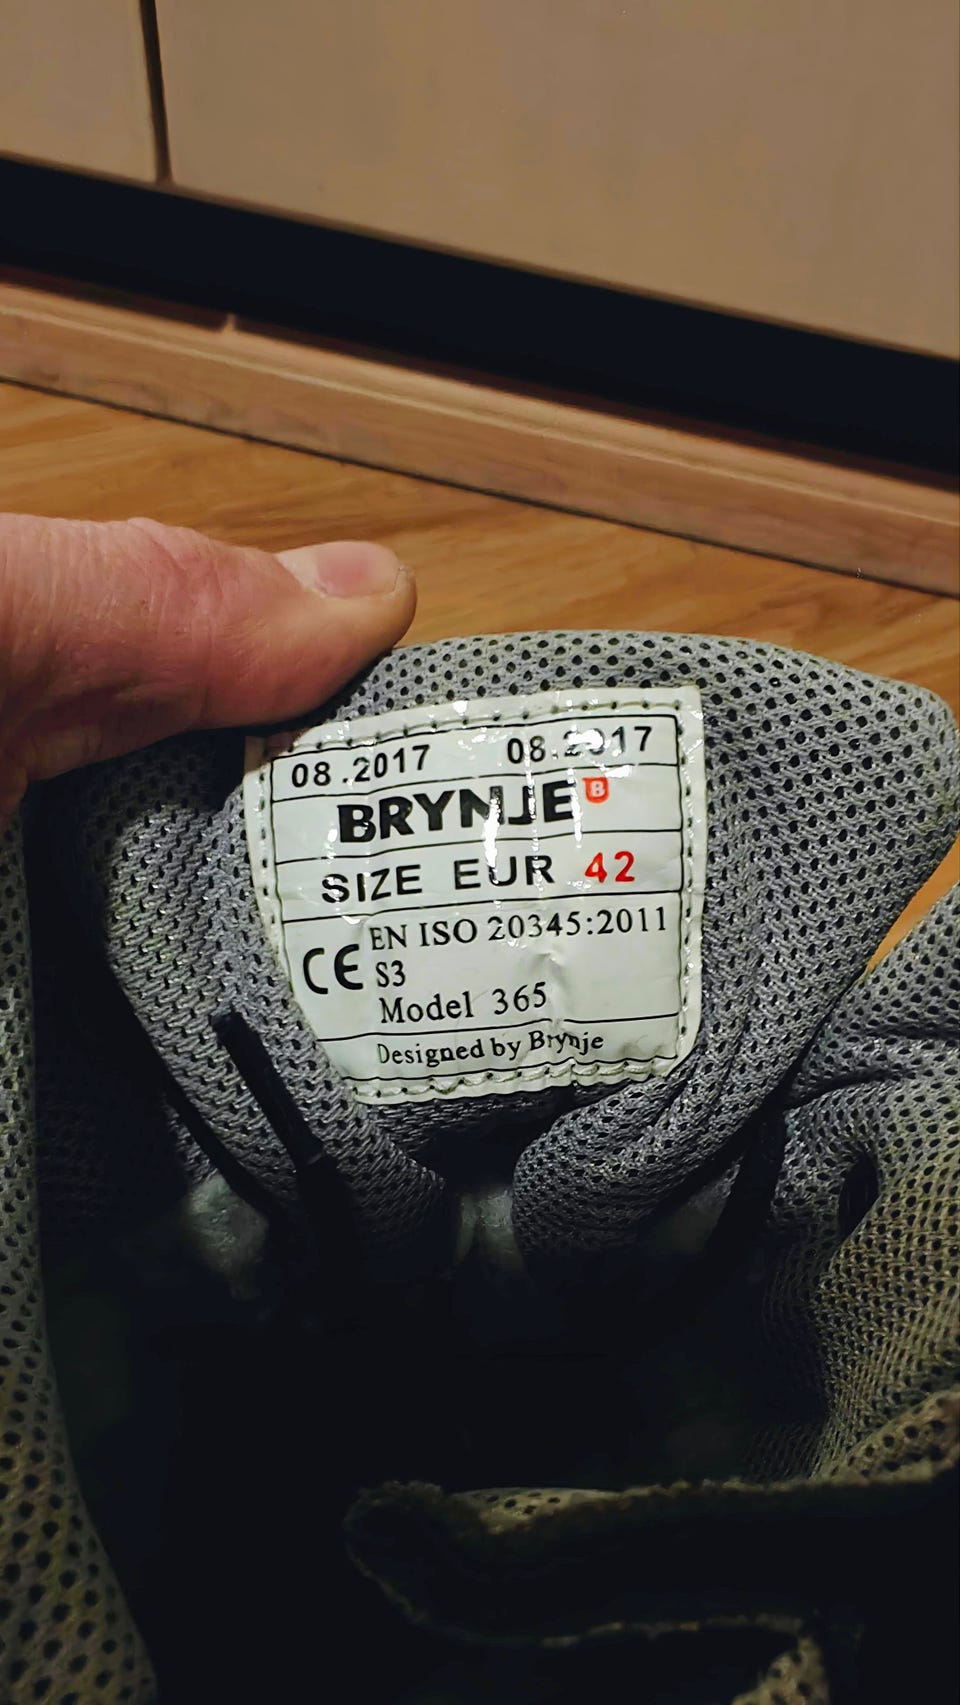 08.2017 08.2017
BRYNJE B
SIZE EUR 42
CE EN ISO 20345:2011
S3
Model 365
Designed by Brynje